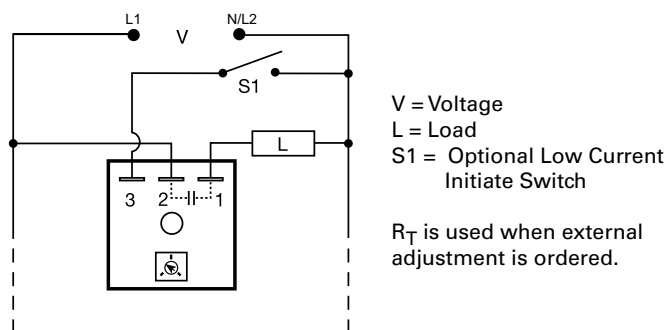 L1
V
N/L2
S1
L
3
2
1
V = Voltage
L = Load
S1 = Optional Low Current
Initiate Switch
R_T is used when external
adjustment is ordered.